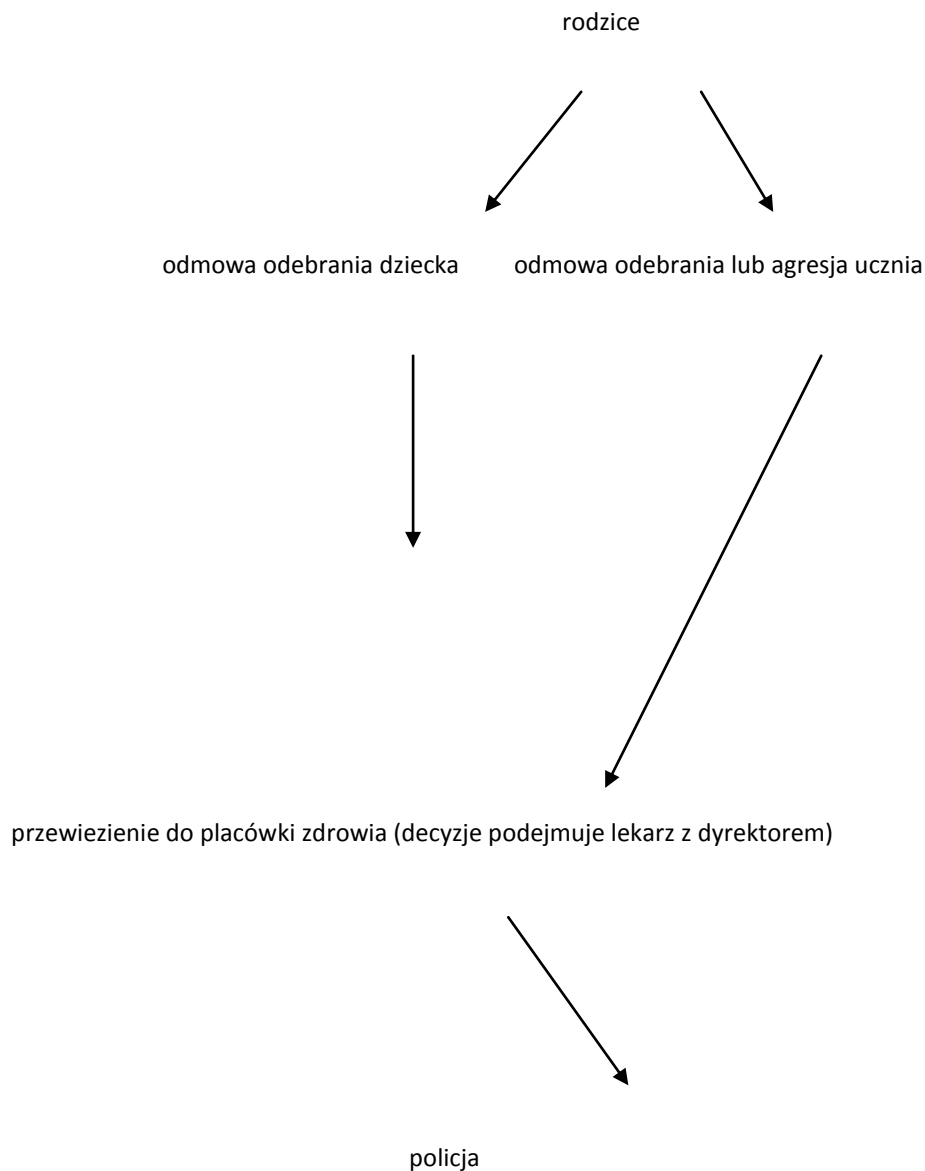 rodzice
odmowa odebrania dziecka
odmowa odebrania lub agresja ucznia
przewiezienie do placówki zdrowia (decyzje podejmuje lekarz z dyrektorem)
policja